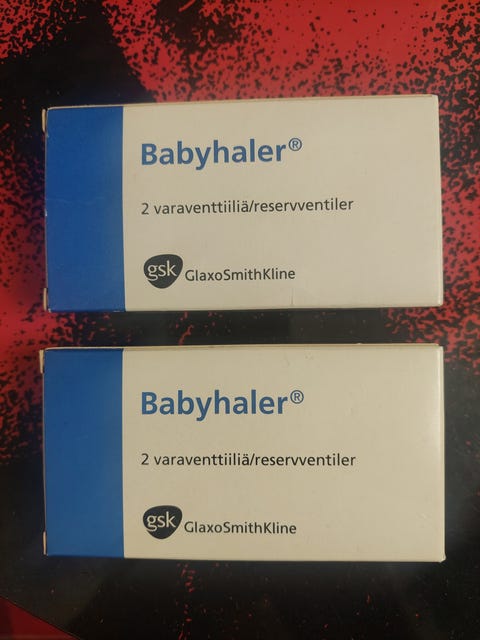 Babyhaler®
2 varaventtiiliä/reservventiler
gsk GlaxoSmithKline
Babyhaler®
2 varaventtiiliä/reservventiler
gsk GlaxoSmithKline